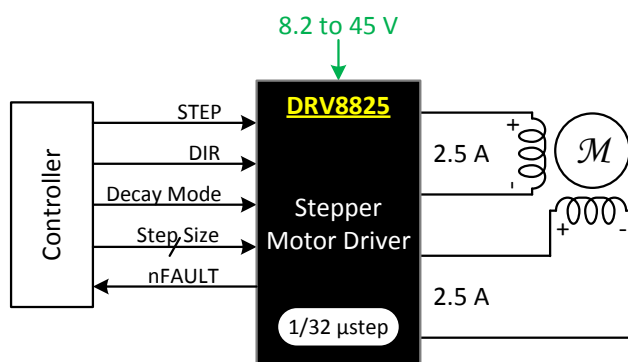 8.2 to 45 V
Controller
STEP
DIR
Decay Mode
Step Size
nFAULT
DRV8825
Stepper
Motor Driver
1/32 µstep
+
2.5 A
-
M
+ -
2.5 A